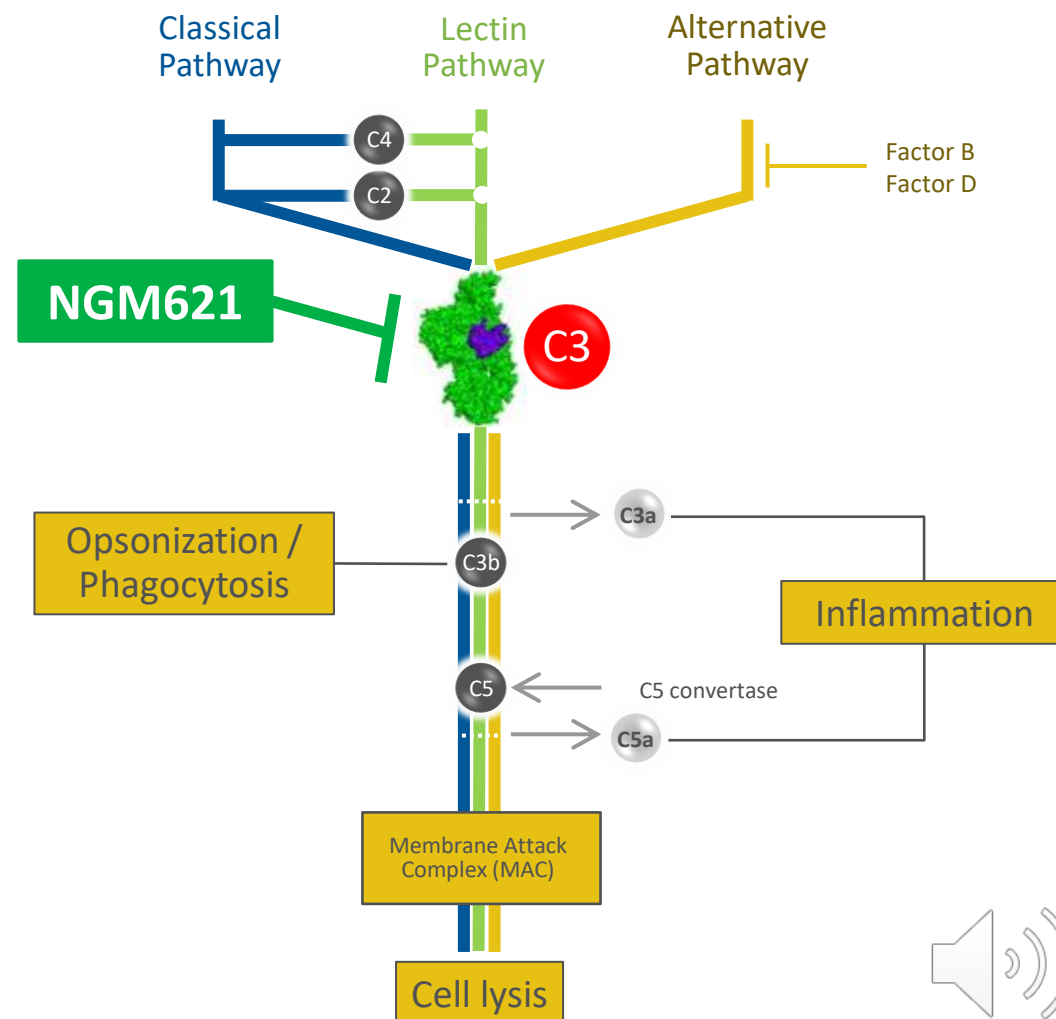 Classical
Pathway
Lectin
Pathway
Alternative
Pathway
C4
C2
Factor B
Factor D
NGM621
C3
C3a
Opsonization /
Phagocytosis
C3b
Inflammation
C5
C5 convertase
C5a
Membrane Attack
Complex (MAC)
Cell lysis